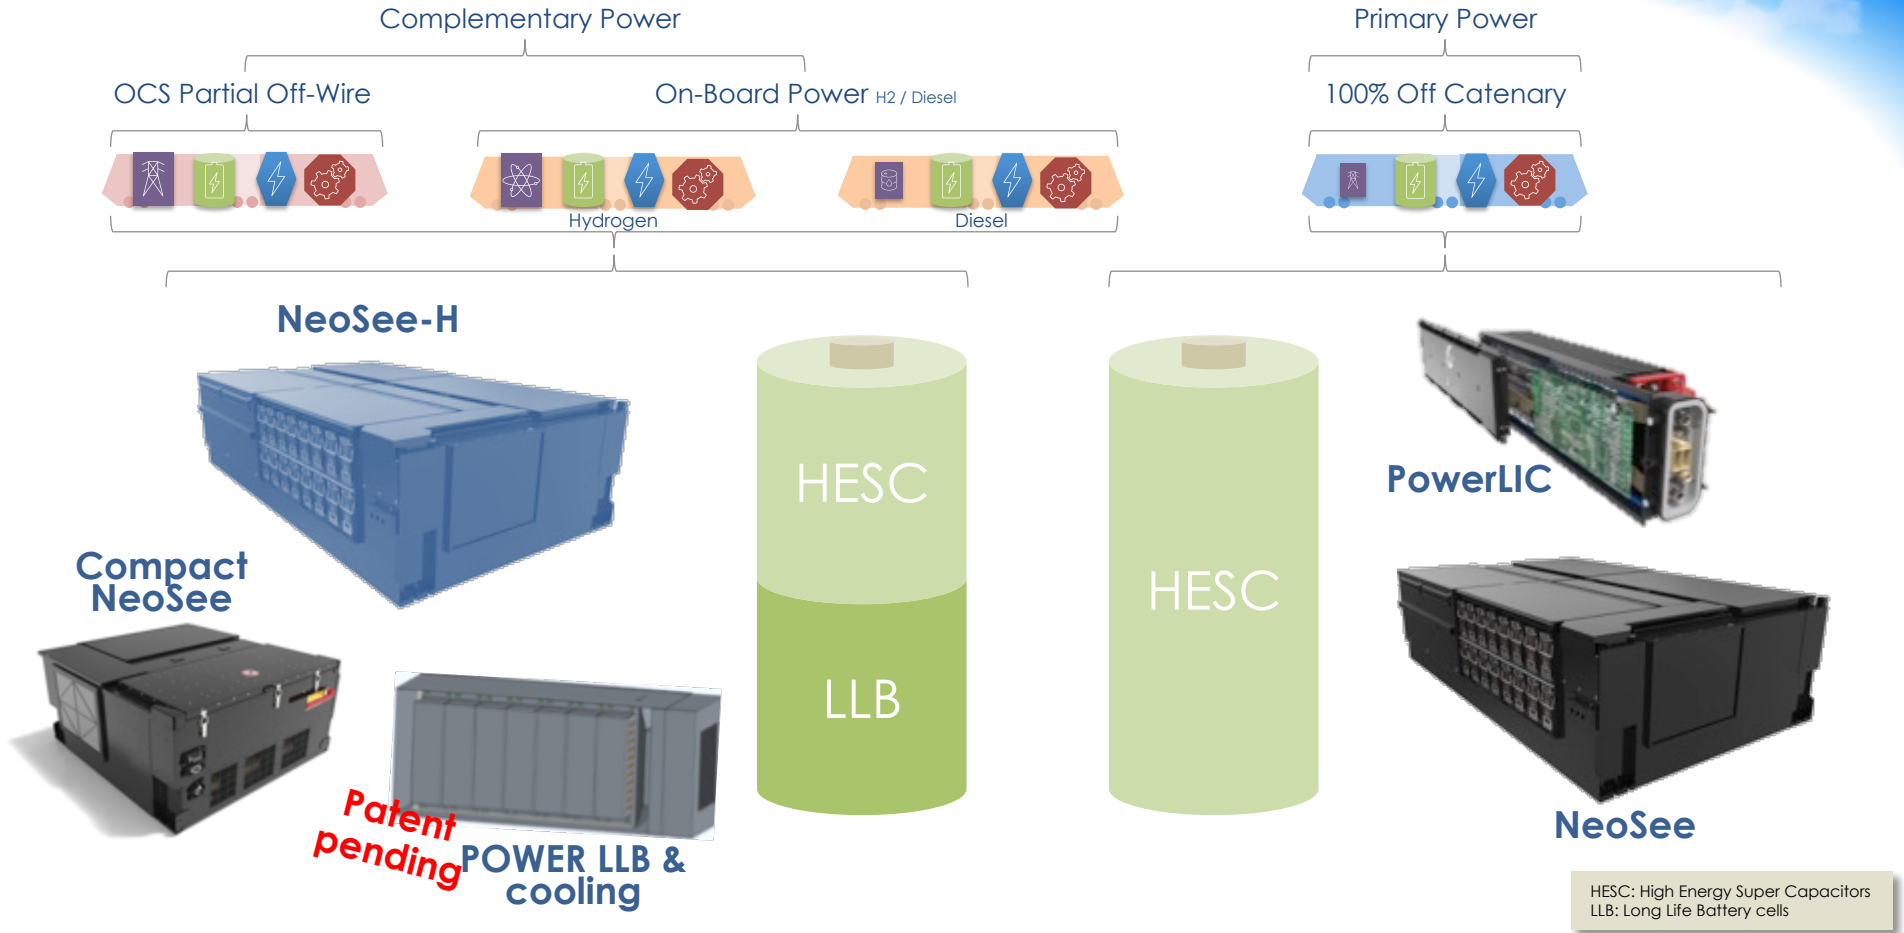 Complementary Power
Primary Power
OCS Partial Off-Wire
On-Board Power H2 / Diesel
100% Off Catenary
Hydrogen
Diesel
NeoSee-H
Compact
NeoSee
Patent
pending
POWER LLB &
cooling
HESC
LLB
HESC
PowerLIC
NeoSee
HESC: High Energy Super Capacitors
LLB: Long Life Battery cells